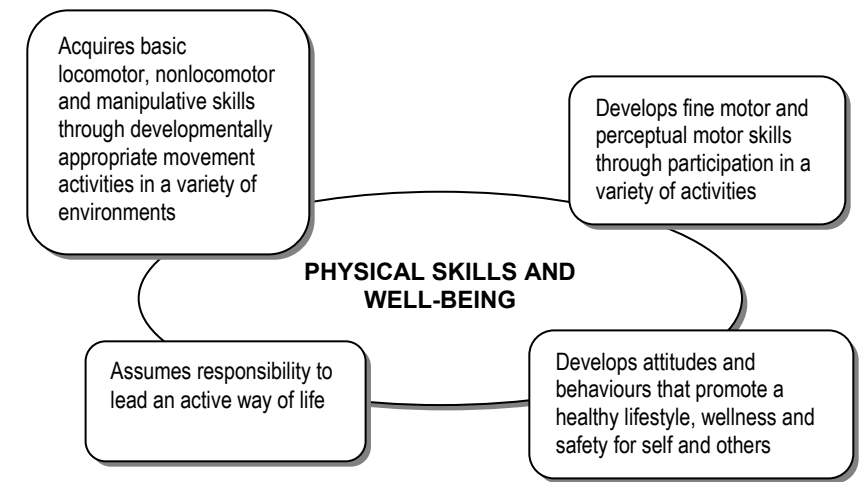 Acquires basic
locomotor, nonlocomotor
and manipulative skills
through developmentally
appropriate movement
activities in a variety of
environments
Develops fine motor and
perceptual motor skills
through participation in a
variety of activities
PHYSICAL SKILLS AND
WELL-BEING
Assumes responsibility to
lead an active way of life
Develops attitudes and
behaviours that promote a
healthy lifestyle, wellness and
safety for self and others